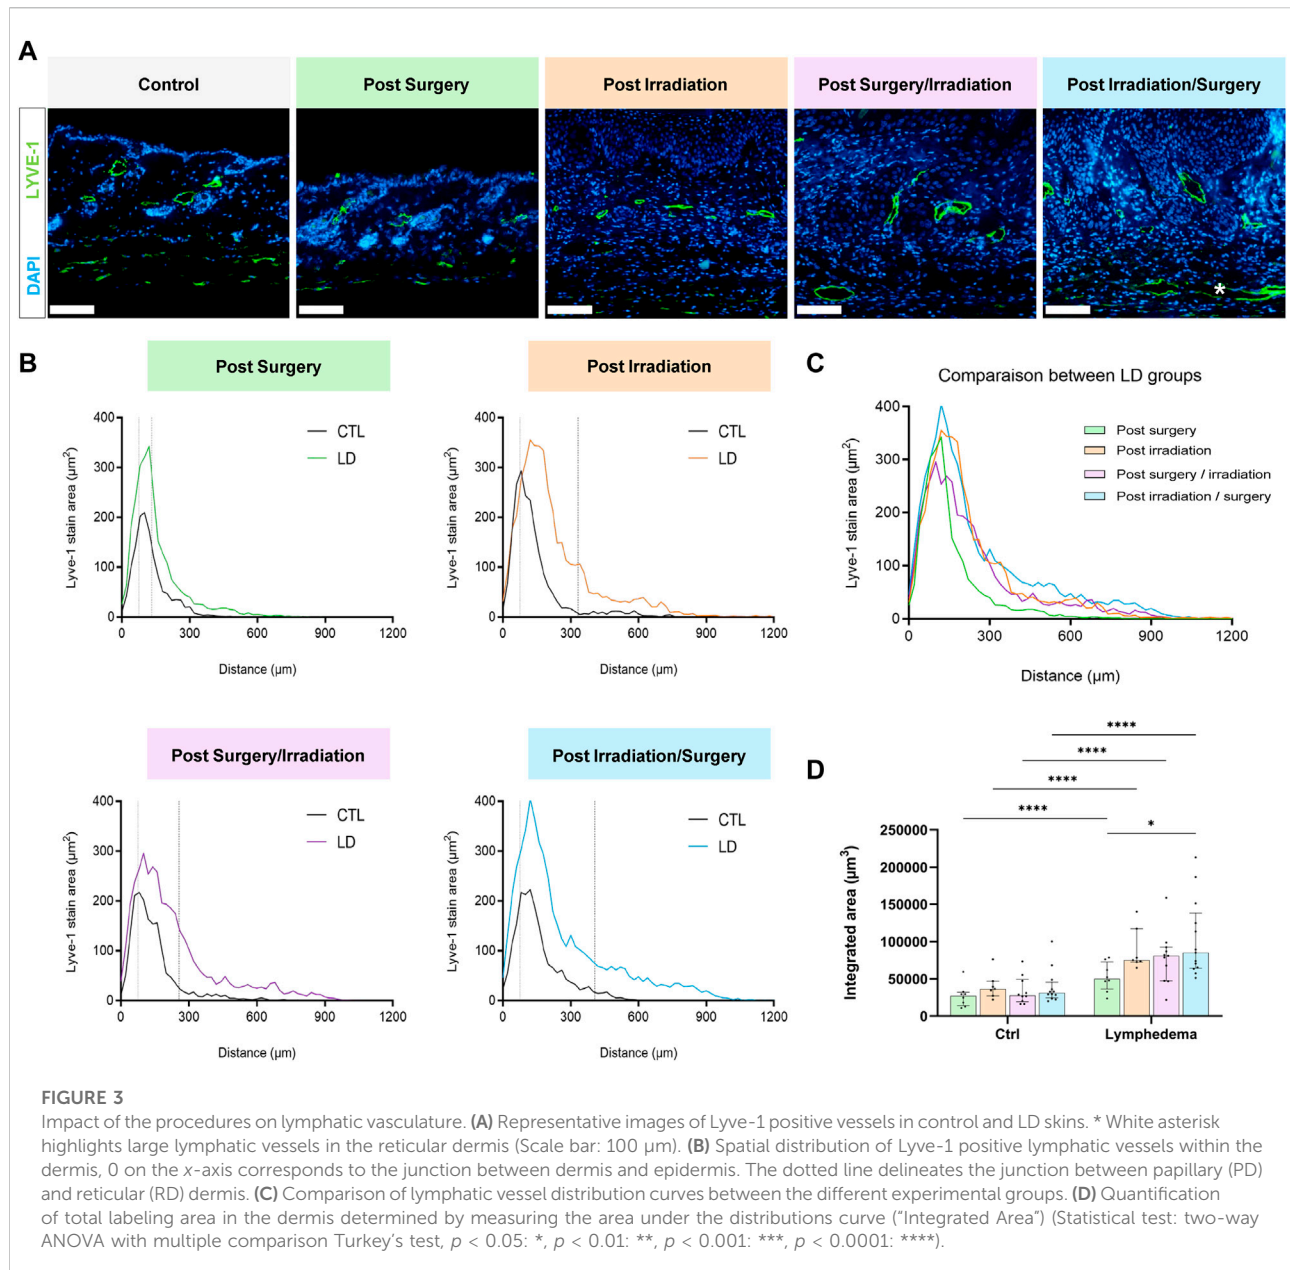 A
Control
Post Surgery
Post Irradiation
Post Surgery/Irradiation
Post Irradiation/Surgery
LYVE-1
DAPI
*
B
Post Surgery
Lyve-1 stain area (µm²)
400
300
200
100
0
CTL
LD
0 300 600 900 1200
Distance (µm)
Post Irradiation
Lyve-1 stain area (µm²)
400
300
200
100
0
CTL
LD
0 300 600 900 1200
Distance (µm)
C
Comparaison between LD groups
Lyve-1 stain area (µm²)
400
300
200
100
0
Post surgery
Post irradiation
Post surgery / irradiation
Post irradiation / surgery
0 300 600 900 1200
Distance (µm)
Post Surgery/Irradiation
Lyve-1 stain area (µm²)
400
300
200
100
0
CTL
LD
0 300 600 900 1200
Distance (µm)
Post Irradiation/Surgery
Lyve-1 stain area (µm²)
400
300
200
100
0
CTL
LD
0 300 600 900 1200
Distance (µm)
D
****
****
****
****
*
Integrated area (µm³)
250000
200000
150000
100000
50000
0
Ctrl
Lymphedema
FIGURE 3
Impact of the procedures on lymphatic vasculature. (A) Representative images of Lyve-1 positive vessels in control and LD skins. * White asterisk
highlights large lymphatic vessels in the reticular dermis (Scale bar: 100 µm). (B) Spatial distribution of Lyve-1 positive lymphatic vessels within the
dermis, 0 on the x-axis corresponds to the junction between dermis and epidermis. The dotted line delineates the junction between papillary (PD)
and reticular (RD) dermis. (C) Comparison of lymphatic vessel distribution curves between the different experimental groups. (D) Quantification
of total labeling area in the dermis determined by measuring the area under the distributions curve (“Integrated Area”) (Statistical test: two-way
ANOVA with multiple comparison Turkey’s test, p < 0.05: *, p < 0.01: **, p < 0.001: ***, p < 0.0001: ****).